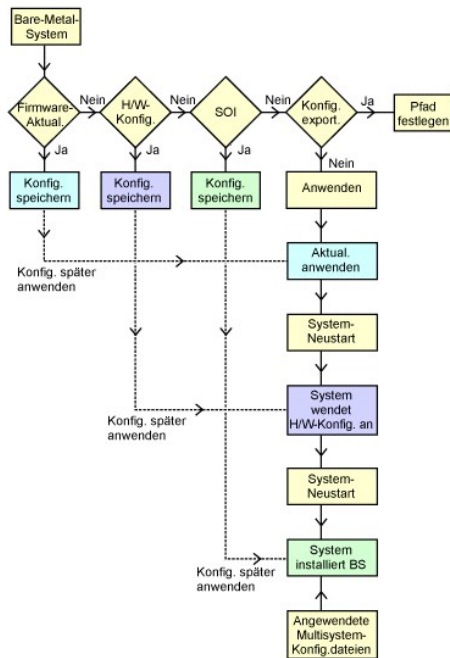 Bare-Metal-
System
Firmware-
Aktual.
Nein
H/W-
Konfig.
Nein
SOI
Nein
Konfig.
export.
Ja
Pfad
festlegen
Ja
Ja
Ja
Nein
Konfig.
speichern
Konfig.
speichern
Konfig.
speichern
Anwenden
Konfig. später
anwenden
Aktual.
anwenden
System-
Neustart
Konfig. später
anwenden
System
wendet
H/W-Konfig. an
System-
Neustart
Konfig. später
anwenden
System
installiert BS
Angewendete
Multisystem-
Konfig.dateien